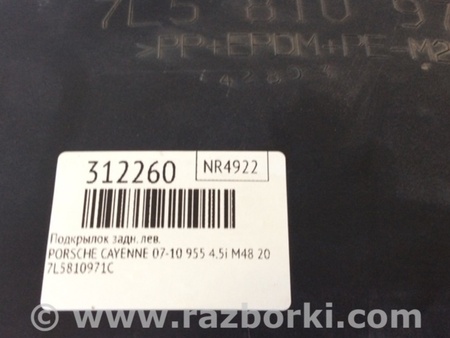 7L5 810 97
>PP+EPDM+PE-M2
312260
NR4922
Подкрылок задн. лев.
PORSCHE CAYENNE 07-10 955 4.5i M48 20
7L5810971C
© www.razborki.com